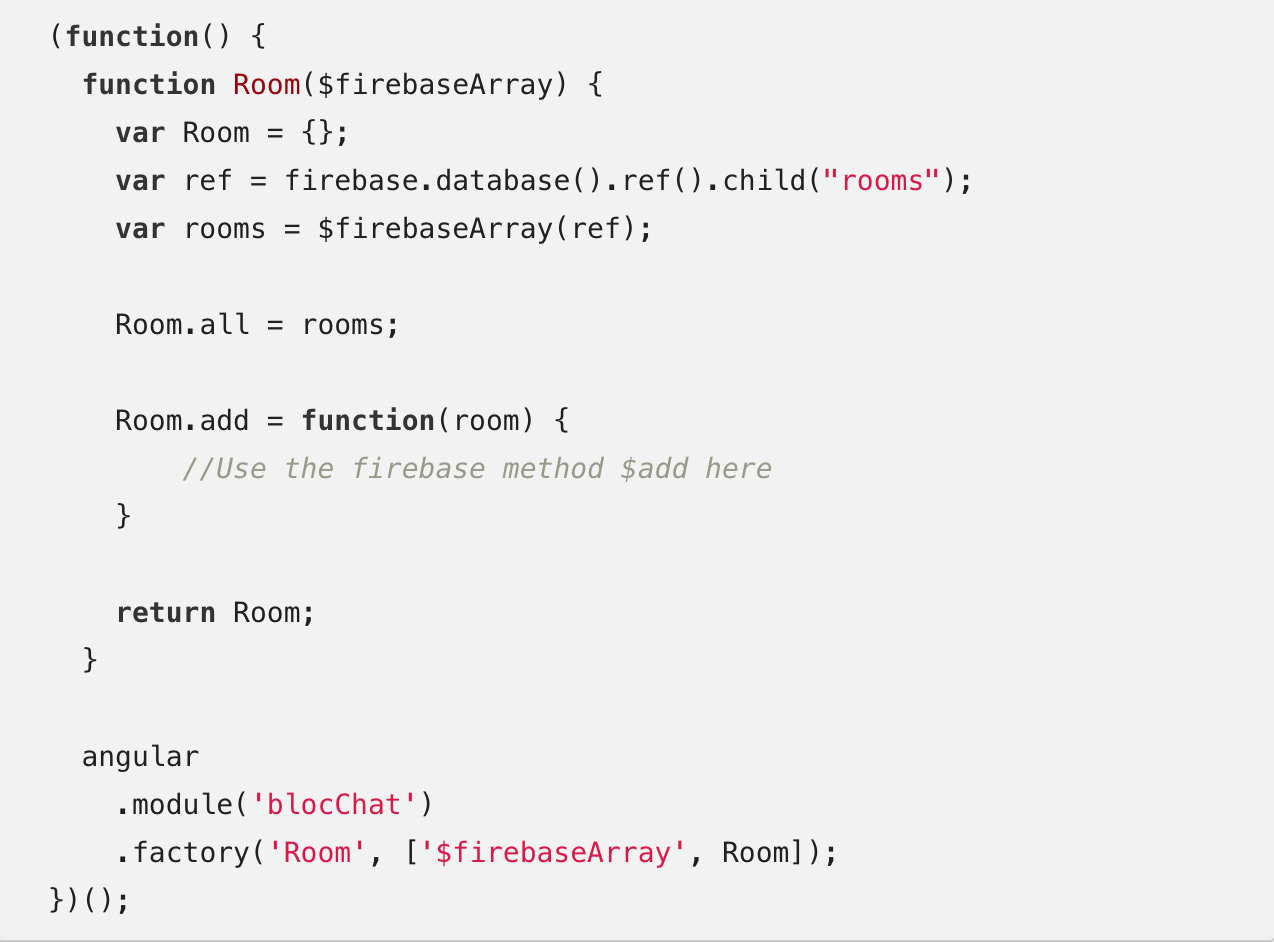 (function() {
  function Room($firebaseArray) {
    var Room = {};
    var ref = firebase.database().ref().child("rooms");
    var rooms = $firebaseArray(ref);

    Room.all = rooms;

    Room.add = function(room) {
        //Use the firebase method $add here
    }

    return Room;
  }

  angular
    .module('blocChat')
    .factory('Room', ['$firebaseArray', Room]);
})();